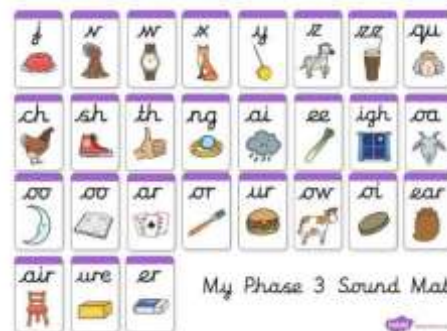 j v w x y z zz qu
ch sh th ng ai ee igh oa
oo oo ar or ur ow oi ear
air ure er
My Phase 3 Sound Mat